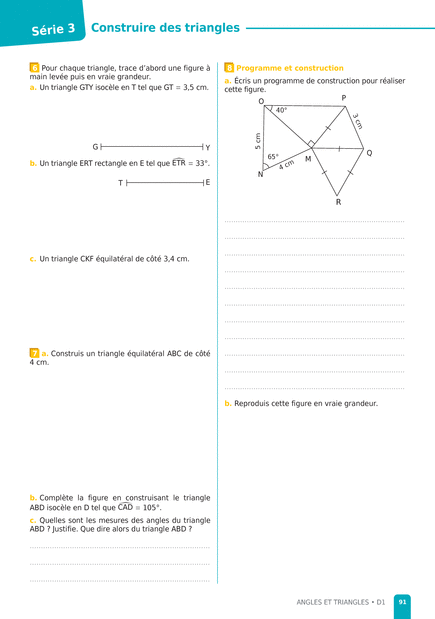 Série 3
Construire des triangles
6 Pour chaque triangle, trace d'abord une figure à
main levée puis en vraie grandeur.
a. Un triangle GTY isocèle en T tel que GT = 3,5 cm.
G
Y
b. Un triangle ERT rectangle en E tel que ETR = 33°.
T
E
c. Un triangle CKF équilatéral de côté 3,4 cm.
7 a. Construis un triangle équilatéral ABC de côté
4 cm.
b. Complète la figure en construisant le triangle
ABD isocèle en D tel que CAD = 105°.
c. Quelles sont les mesures des angles du triangle
ABD ? Justifie. Que dire alors du triangle ABD ?
8 Programme et construction
a. Écris un programme de construction pour réaliser
cette figure.
O
P
40°
3 cm
5 cm
Q
65°
M
4 cm
N
R
b. Reproduis cette figure en vraie grandeur.
ANGLES ET TRIANGLES • D1
91